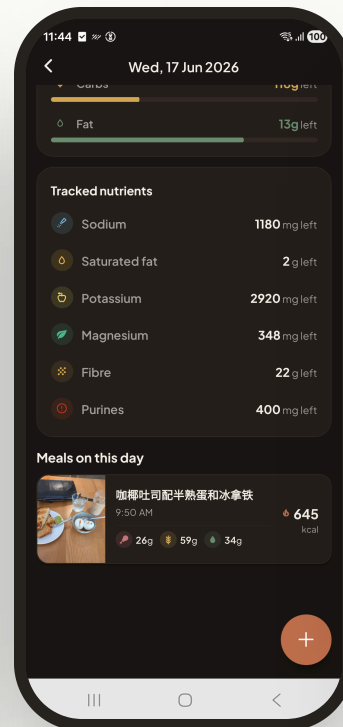 11:44
100
Wed, 17 Jun 2026
Carbs 118g left
Fat 13g left
Tracked nutrients
Sodium 1180 mg left
Saturated fat 2 g left
Potassium 2920 mg left
Magnesium 348 mg left
Fibre 22 g left
Purines 400 mg left
Meals on this day
咖椰吐司配半熟蛋和冰拿铁
9:50 AM
645
kcal
26g 59g 34g